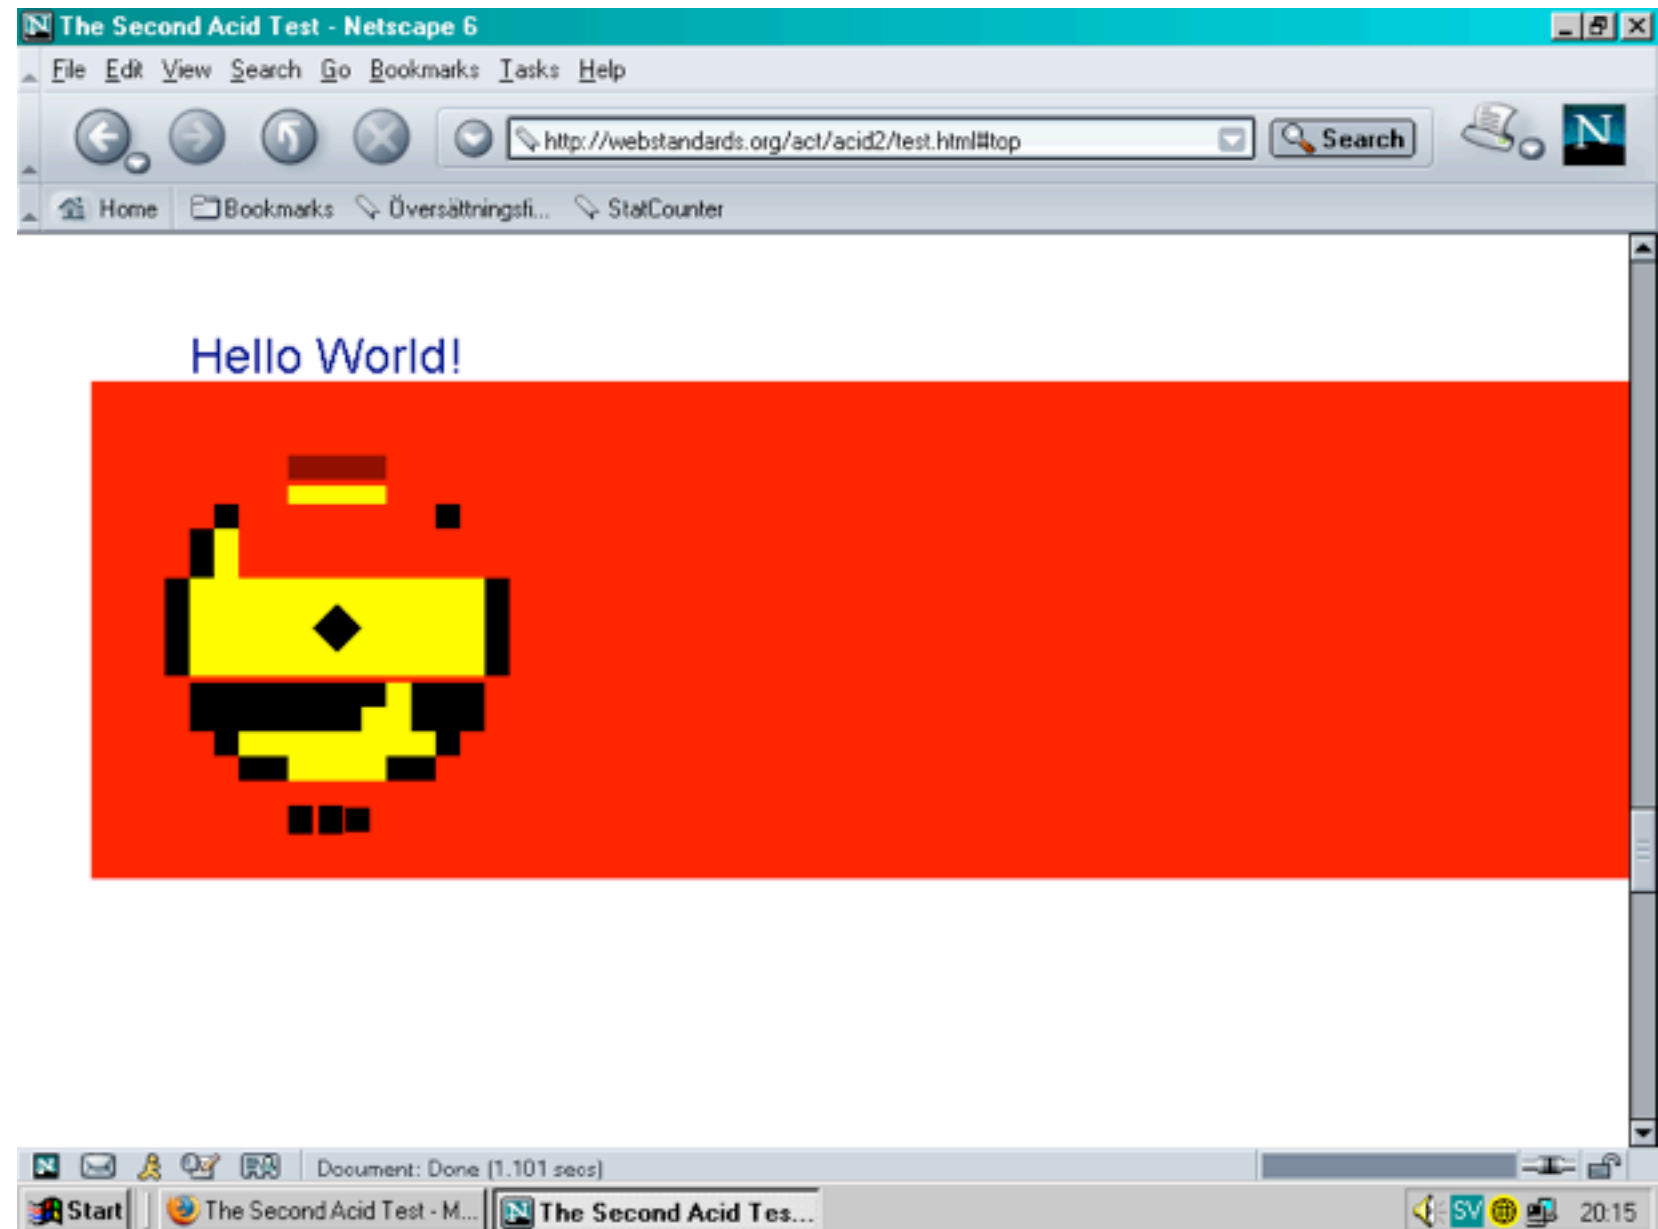 The Second Acid Test - Netscape 6
File Edit View Search Go Bookmarks Tasks Help
http://webstandards.org/act/acid2/test.html#top Search N
Home Bookmarks Översättningsfi... StatCounter
Hello World!
Document: Done (1.101 secs)
Start The Second Acid Test - M... The Second Acid Tes... SV 20:15